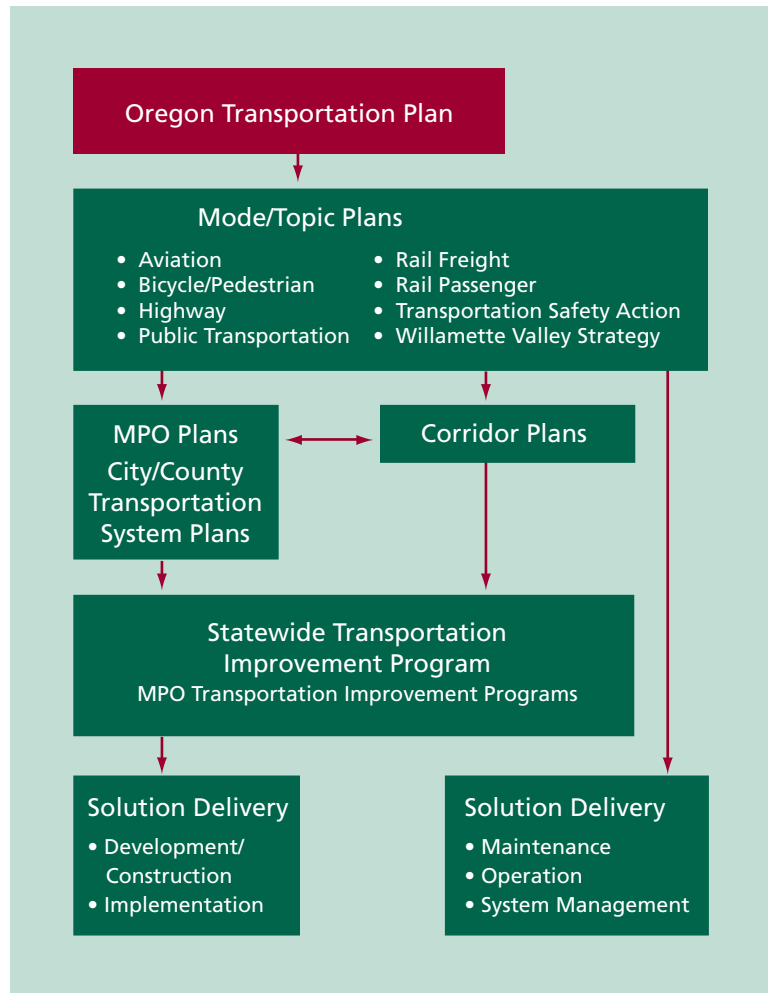 Oregon Transportation Plan
Mode/Topic Plans
• Aviation
• Bicycle/Pedestrian
• Highway
• Public Transportation
• Rail Freight
• Rail Passenger
• Transportation Safety Action
• Willamette Valley Strategy
MPO Plans
City/County
Transportation
System Plans
Corridor Plans
Statewide Transportation
Improvement Program
MPO Transportation Improvement Programs
Solution Delivery
• Development/
Construction
• Implementation
Solution Delivery
• Maintenance
• Operation
• System Management